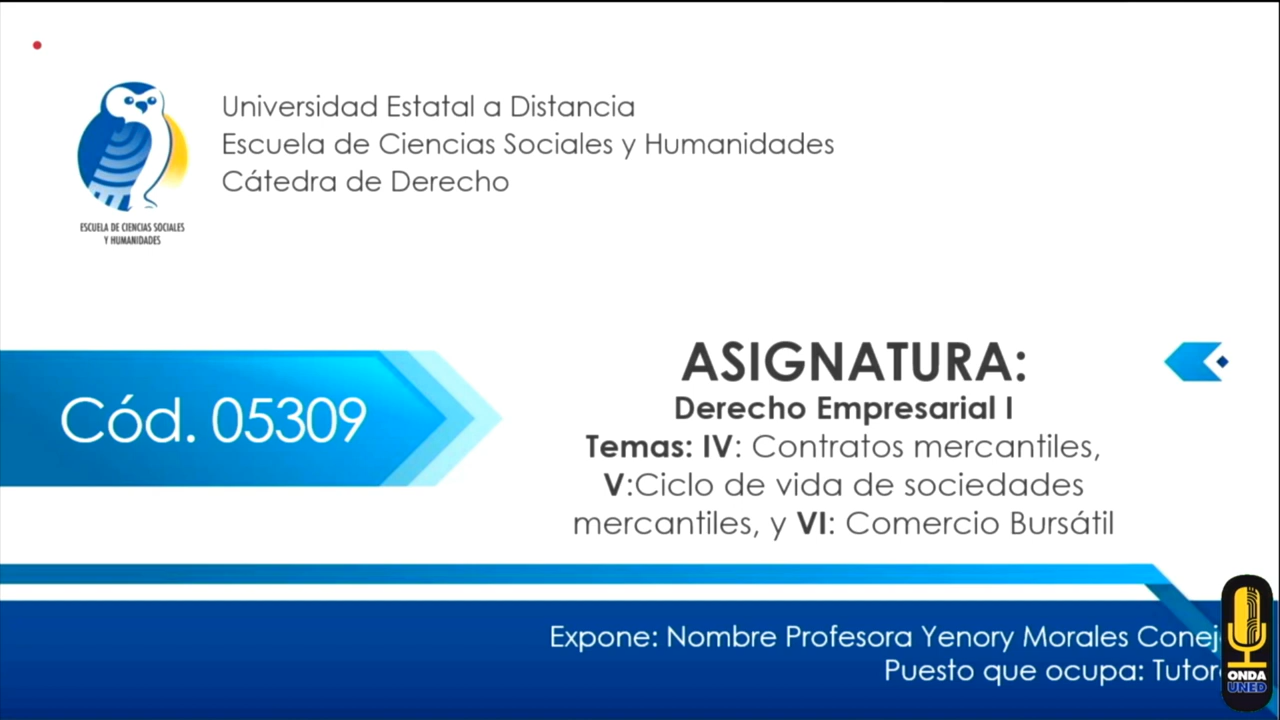 Universidad Estatal a Distancia
Escuela de Ciencias Sociales y Humanidades
Cátedra de Derecho
ESCUELA DE CIENCIAS SOCIALES
Y HUMANIDADES
Cód. 05309
ASIGNATURA:
Derecho Empresarial I
Temas: IV: Contratos mercantiles,
V:Ciclo de vida de sociedades
mercantiles, y VI: Comercio Bursátil
Expone: Nombre Profesora Yenory Morales
Puesto que ocupa:
ONDA
UNED